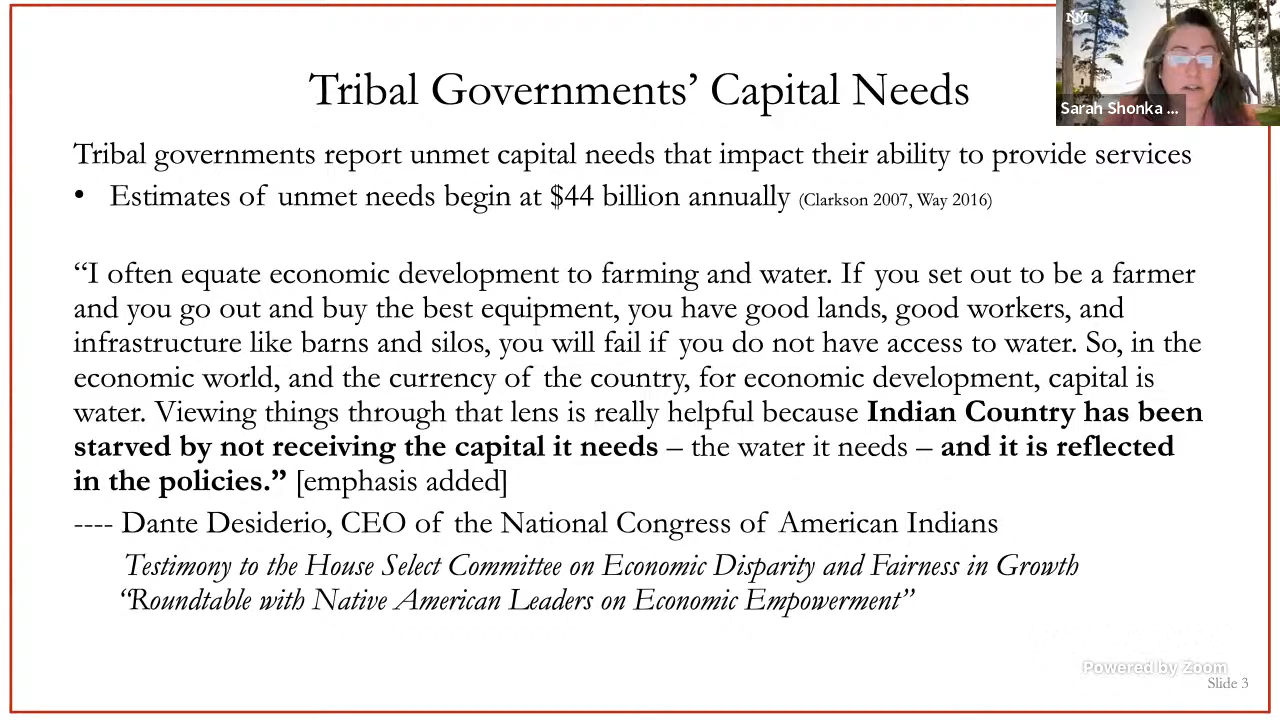 NM
Sarah Shonka ...
Tribal Governments’ Capital Needs
Tribal governments report unmet capital needs that impact their ability to provide services
• Estimates of unmet needs begin at $44 billion annually (Clarkson 2007, Way 2016)
“I often equate economic development to farming and water. If you set out to be a farmer
and you go out and buy the best equipment, you have good lands, good workers, and
infrastructure like barns and silos, you will fail if you do not have access to water. So, in the
economic world, and the currency of the country, for economic development, capital is
water. Viewing things through that lens is really helpful because Indian Country has been
starved by not receiving the capital it needs – the water it needs – and it is reflected
in the policies.” [emphasis added]
---- Dante Desiderio, CEO of the National Congress of American Indians
Testimony to the House Select Committee on Economic Disparity and Fairness in Growth
“Roundtable with Native American Leaders on Economic Empowerment”
Powered by Zoom
Slide 3